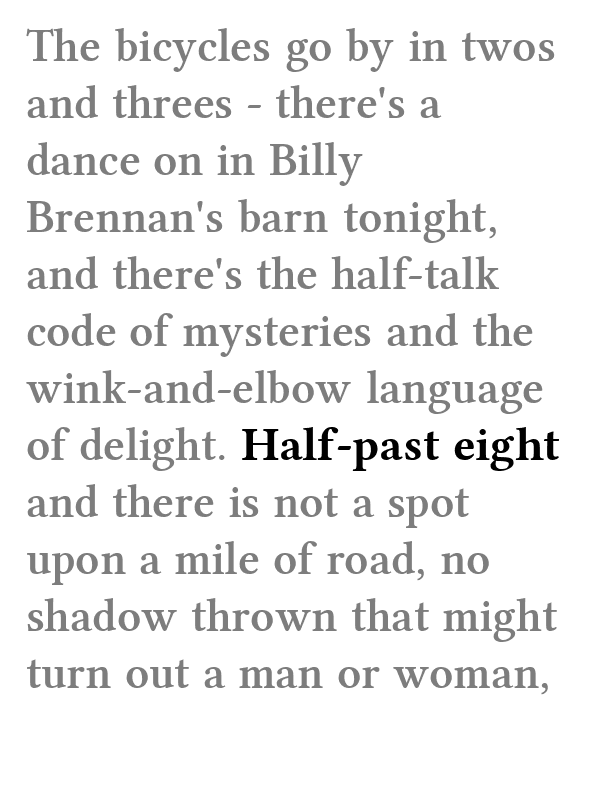 The bicycles go by in twos
and threes - there's a
dance on in Billy
Brennan's barn tonight,
and there's the half-talk
code of mysteries and the
wink-and-elbow language
of delight. Half-past eight
and there is not a spot
upon a mile of road, no
shadow thrown that might
turn out a man or woman,